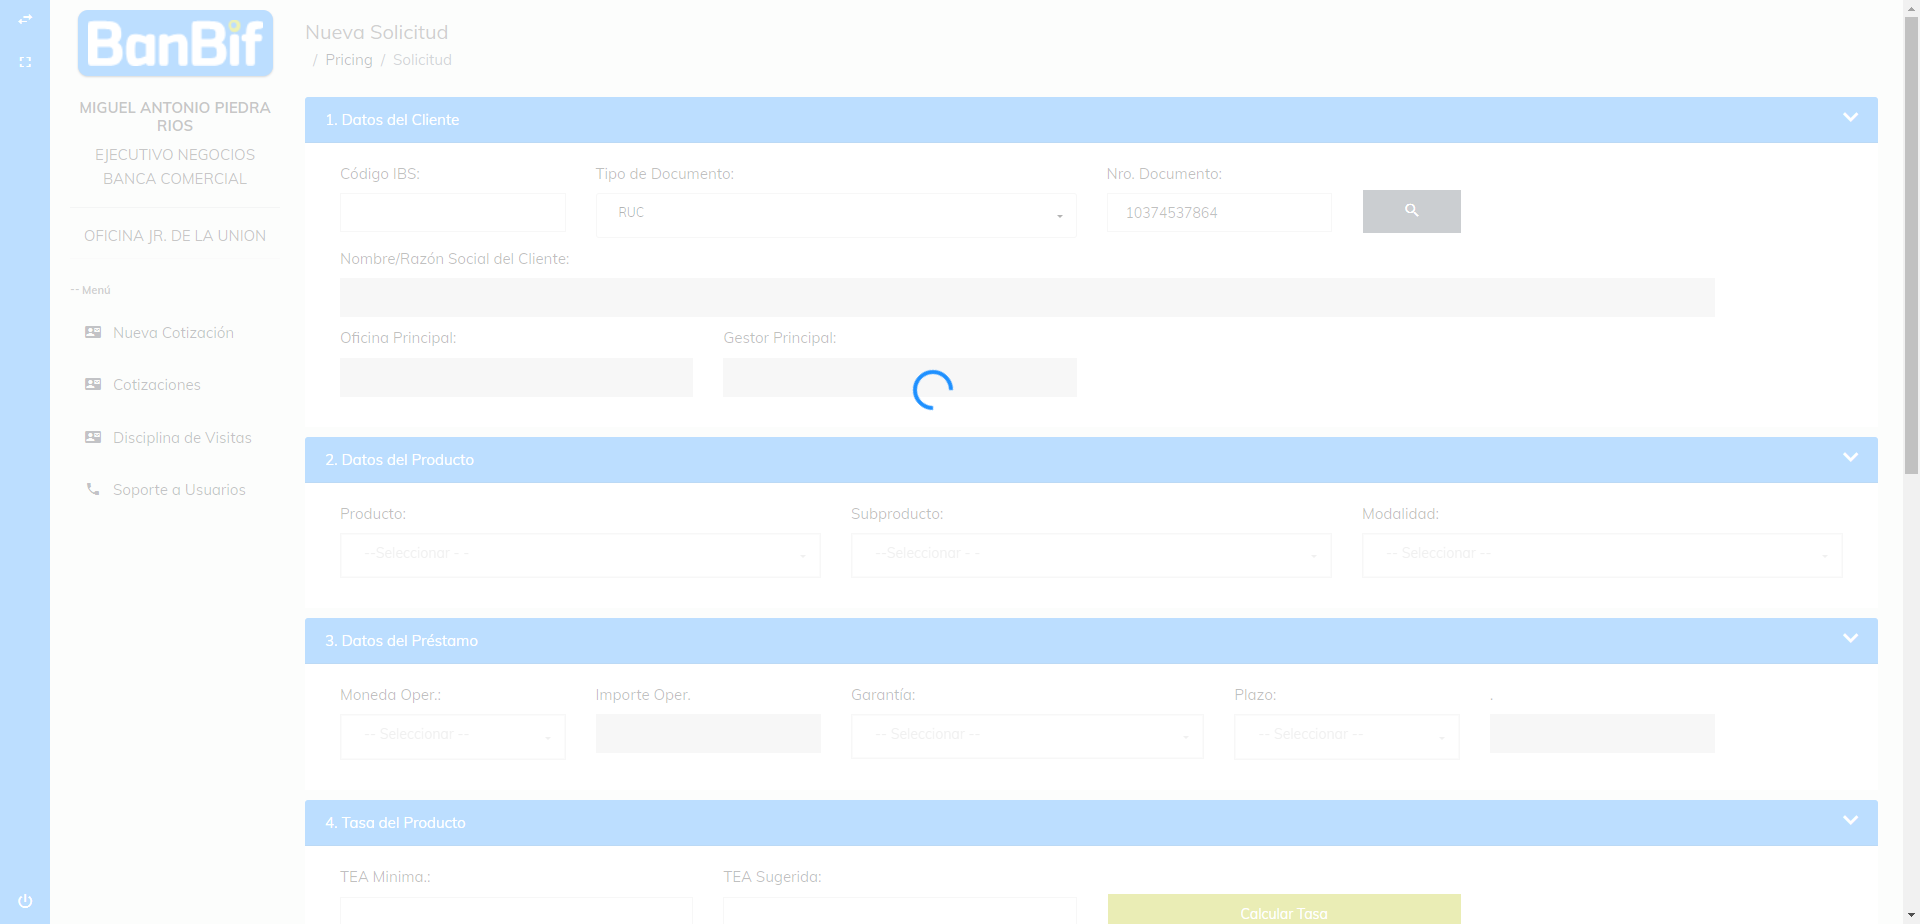 BanBif
MIGUEL ANTONIO PIEDRA
RIOS
EJECUTIVO NEGOCIOS
BANCA COMERCIAL
OFICINA JR. DE LA UNION
-- Menú
Nueva Cotización
Cotizaciones
Disciplina de Visitas
Soporte a Usuarios
Nueva Solicitud
/ Pricing / Solicitud
1. Datos del Cliente
Código IBS:
Tipo de Documento:
Nro. Documento:
RUC
10374537864
Nombre/Razón Social del Cliente:
Oficina Principal:
Gestor Principal:
2. Datos del Producto
Producto:
Subproducto:
Modalidad:
--Seleccionar - -
--Seleccionar - -
-- Seleccionar --
3. Datos del Préstamo
Moneda Oper.:
Importe Oper.
Garantía:
Plazo:
.
-- Seleccionar --
-- Seleccionar --
-- Seleccionar --
4. Tasa del Producto
TEA Minima.:
TEA Sugerida:
Calcular Tasa